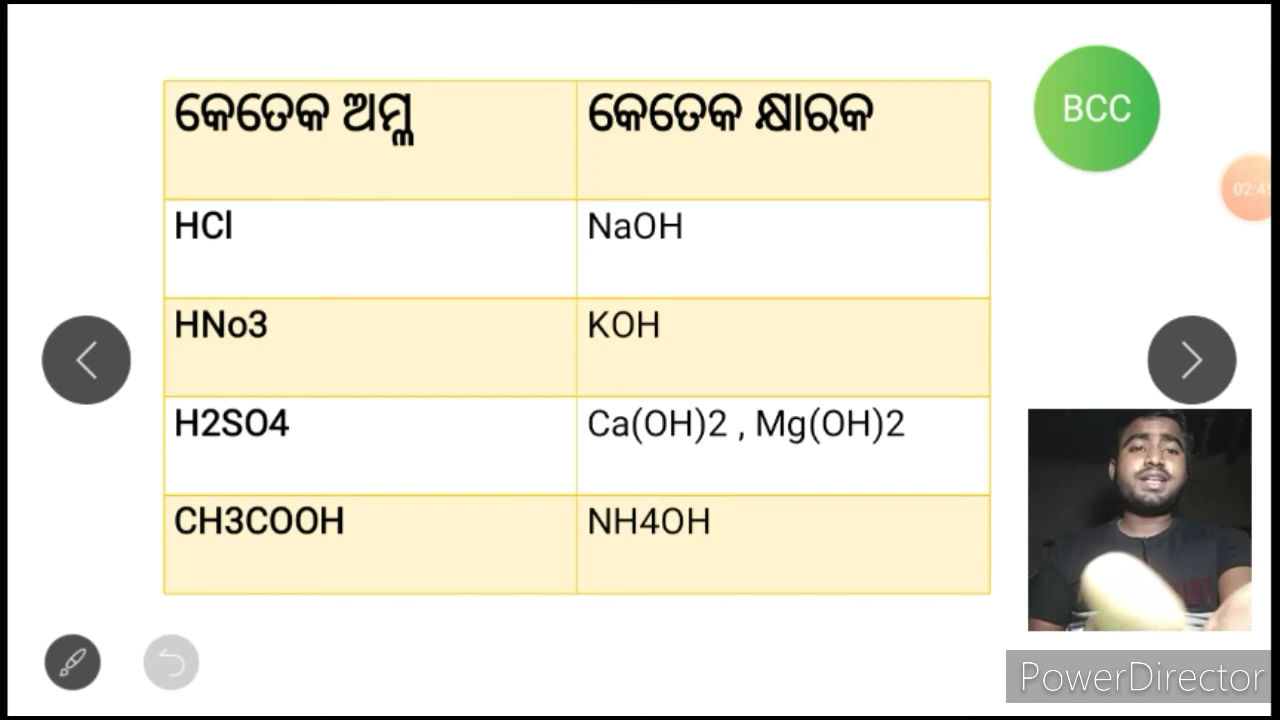 କେତେକ ଅମ୍ଳ କେତେକ କ୍ଷାରକ
BCC
HCl NaOH
HNo3 KOH
H2SO4 Ca(OH)2 , Mg(OH)2
CH3COOH NH4OH
PowerDirector